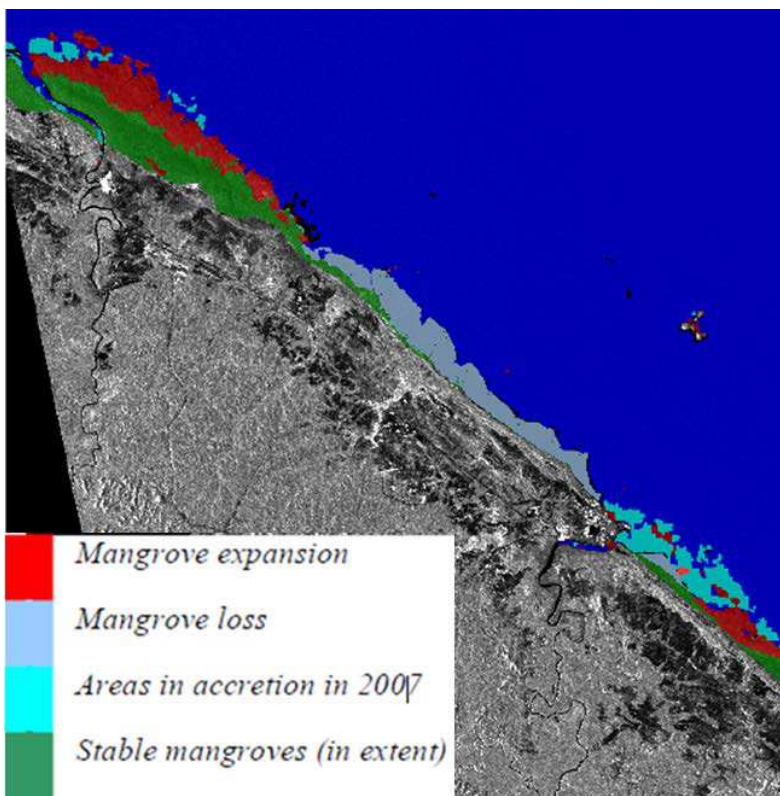 Mangrove expansion
Mangrove loss
Areas in accretion in 2007
Stable mangroves (in extent)